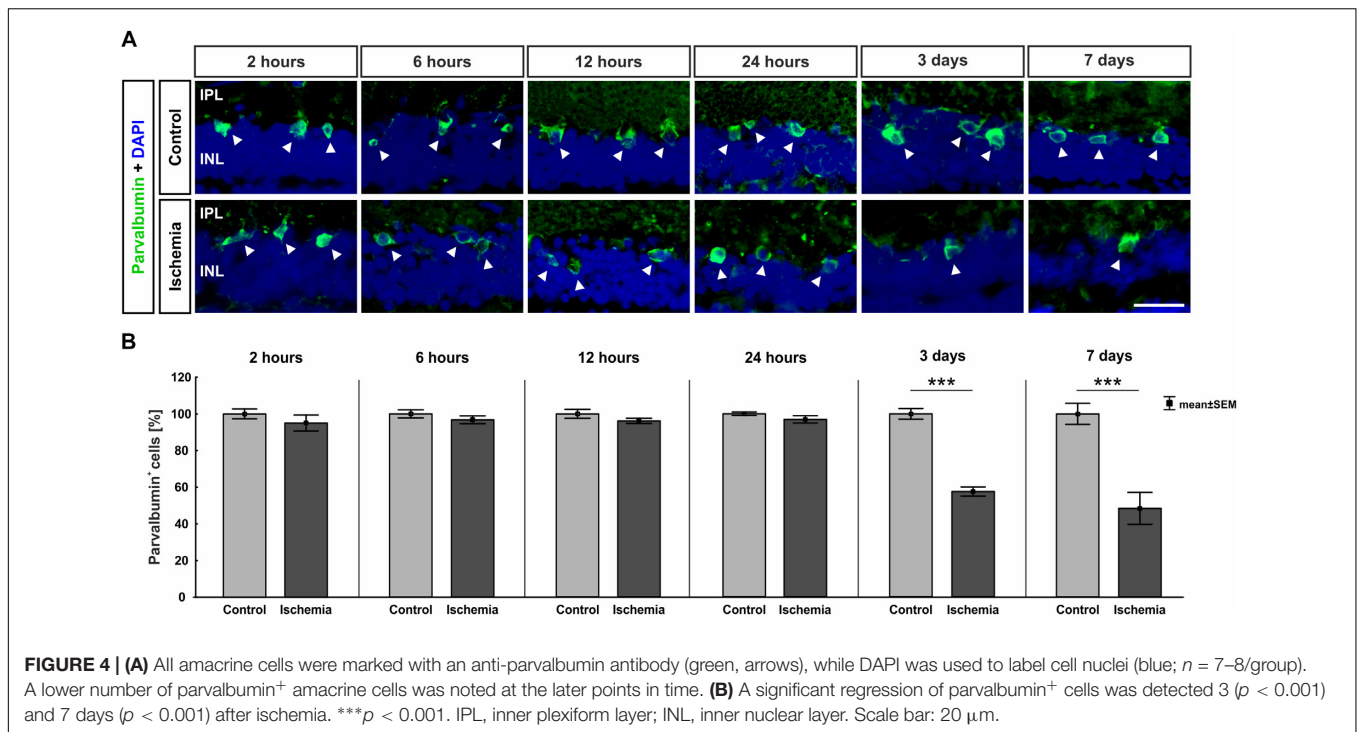 A
2 hours 6 hours 12 hours 24 hours 3 days 7 days
Parvalbumin + DAPI
Control
IPL
INL
Ischemia
IPL
INL
B
2 hours 6 hours 12 hours 24 hours 3 days 7 days
Parvalbumin⁺ cells [%]
120
100
80
60
40
20
0
*** ***
mean±SEM
Control Ischemia Control Ischemia Control Ischemia Control Ischemia Control Ischemia Control Ischemia
FIGURE 4 | (A) All amacrine cells were marked with an anti-parvalbumin antibody (green, arrows), while DAPI was used to label cell nuclei (blue; n = 7–8/group).
A lower number of parvalbumin⁺ amacrine cells was noted at the later points in time. (B) A significant regression of parvalbumin⁺ cells was detected 3 (p < 0.001)
and 7 days (p < 0.001) after ischemia. ***p < 0.001. IPL, inner plexiform layer; INL, inner nuclear layer. Scale bar: 20 μm.